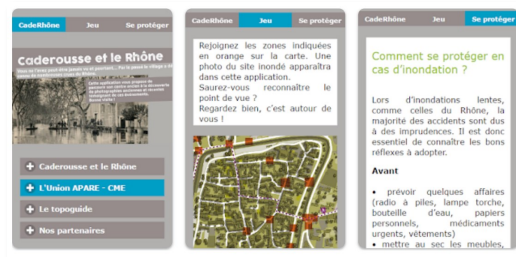 CadeRhône Jeu Se protéger
caderousse et le Rhône
Cette application vous propose de
+ Caderousse et le Rhône
+ L'Union APARE - CME
+ Le topoguide
+ Nos partenaires
CadeRhône Jeu Se protéger
Rejoignez les zones indiquées
en orange sur la carte. Une
photo du site inondé apparaîtra
dans cette application.
Saurez-vous reconnaître le
point de vue ?
Regardez bien, c'est autour de
vous !
CadeRhône Jeu Se protéger
Comment se protéger en
cas d'inondation ?
Lors d'inondations lentes,
comme celles du Rhône, la
majorité des accidents sont dus
à des imprudences. Il est donc
essentiel de connaître les bons
réflexes à adopter.
Avant
• prévoir quelques affaires
(radio à piles, lampe torche,
bouteille d'eau, papiers
personnels, médicaments
urgents, vêtements)
• mettre au sec les meubles,